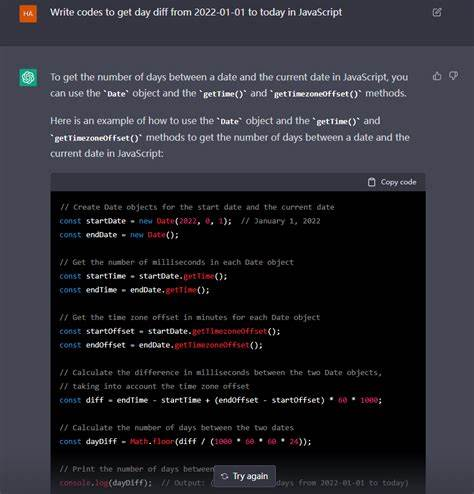 HA
Write codes to get day diff from 2022-01-01 to today in JavaScript
To get the number of days between a date and the current date in JavaScript, you
can use the `Date` object and the `getTime()` and `getTimezoneOffset()` methods.
Here is an example of how to use the `Date` object and the `getTime()` and
`getTimezoneOffset()` methods to get the number of days between a date and the
current date in JavaScript:
Copy code
// Create Date objects for the start date and the current date
const startDate = new Date(2022, 0, 1);  // January 1, 2022
const endDate = new Date();
// Get the number of milliseconds in each Date object
const startTime = startDate.getTime();
const endTime = endDate.getTime();
// Get the time zone offset in minutes for each Date object
const startOffset = startDate.getTimezoneOffset();
const endOffset = endDate.getTimezoneOffset();
// Calculate the difference in milliseconds between the two Date objects,
// taking into account the time zone offset
const diff = endTime - startTime + (endOffset - startOffset) * 60 * 1000;
// Calculate the number of days between the two dates
const dayDiff = Math.floor(diff / (1000 * 60 * 60 * 24));
// Print the number of days between
Try again
console.log(dayDiff);  // Output: days from 2022-01-01 to today)